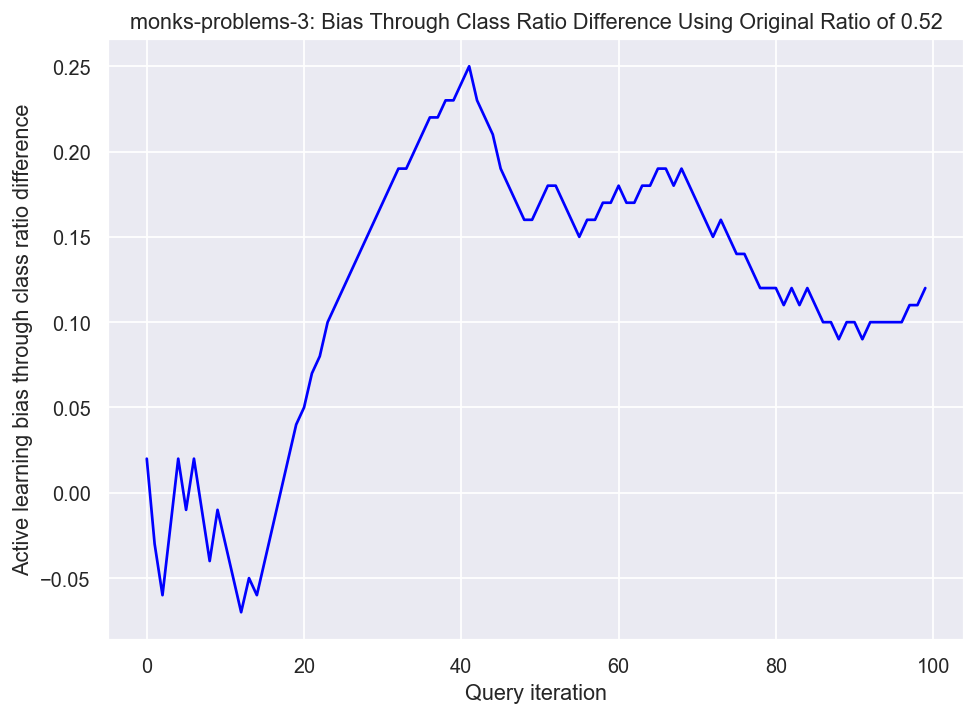 monks-problems-3: Bias Through Class Ratio Difference Using Original Ratio of 0.52
Active learning bias through class ratio difference
0.25
0.20
0.15
0.10
0.05
0.00
−0.05
0 20 40 60 80 100
Query iteration